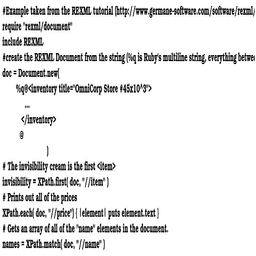 #Example taken from the REXML tutorial (http://www.germane-software.com/software/rexml/
require "rexml/document"
include REXML
#create the REXML Document from the string (%q is Ruby's multiline string, everything betwee
doc = Document.new(
%q@<inventory title="OmniCorp Store #45x10^3">
...
</inventory>
@
)
# The invisibility cream is the first <item>
invisibility = XPath.first( doc, "//item" )
# Prints out all of the prices
XPath.each( doc, "//price") { |element| puts element.text }
# Gets an array of all of the "name" elements in the document.
names = XPath.match( doc, "//name" )